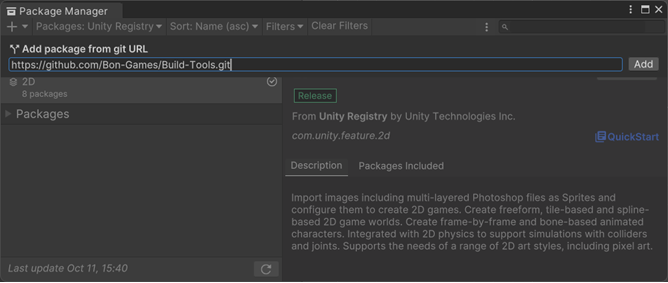 Package Manager
Packages: Unity Registry Sort: Name (asc) Filters Clear Filters
Add package from git URL
https://github.com/Bon-Games/Build-Tools.git
Add
2D
8 packages
Packages
Release
From Unity Registry by Unity Technologies Inc.
com.unity.feature.2d
QuickStart
Description Packages Included
Import images including multi-layered Photoshop files as Sprites and
configure them to create 2D games. Create freeform, tile-based and spline-
based 2D game worlds. Create frame-by-frame and bone-based animated
characters. Integrated with 2D physics to support simulations with colliders
and joints. Supports the needs of a range of 2D art styles, including pixel art.
Last update Oct 11, 15:40